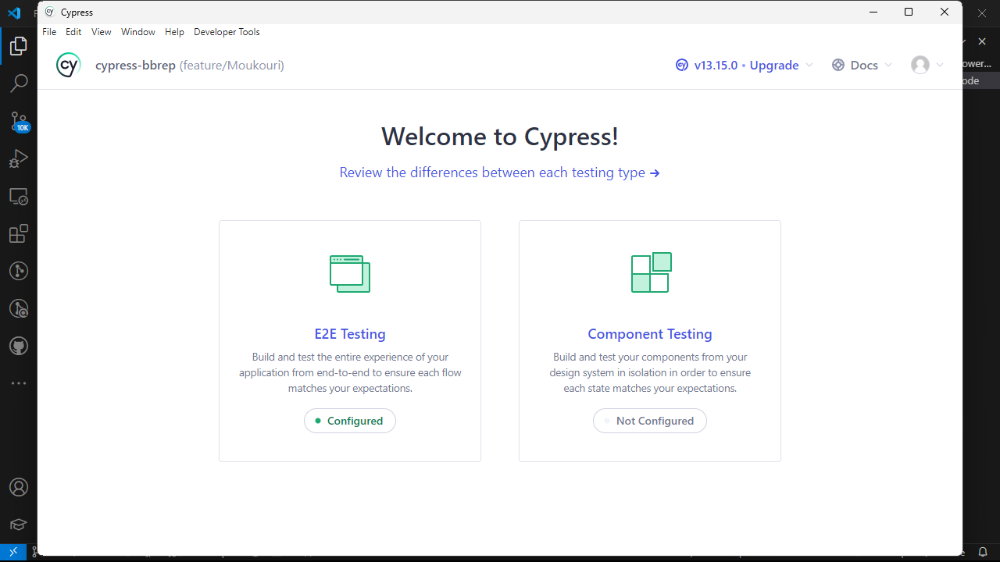 Cypress
File Edit View Window Help Developer Tools
cy cypress-bbrep (feature/Moukouri) cy v13.15.0 • Upgrade Docs
ower...
ode
10K
Welcome to Cypress!
Review the differences between each testing type →
E2E Testing
Build and test the entire experience of your
application from end-to-end to ensure each flow
matches your expectations.
Configured
Component Testing
Build and test your components from your
design system in isolation in order to ensure
each state matches your expectations.
Not Configured